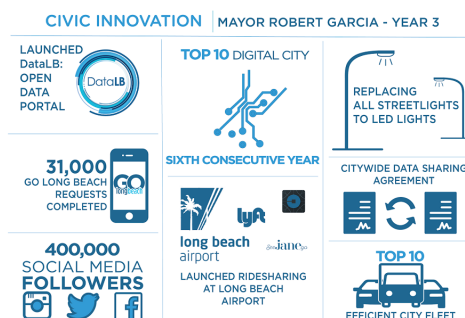 CIVIC INNOVATION | MAYOR ROBERT GARCIA - YEAR 3
LAUNCHED
DataLB:
OPEN
DATA
PORTAL
DataLB
31,000
GO LONG BEACH
REQUESTS
COMPLETED
GO
long beach
400,000
SOCIAL MEDIA
FOLLOWERS
TOP 10 DIGITAL CITY
SIXTH CONSECUTIVE YEAR
lyft
long beach
airport
jane
LAUNCHED RIDESHARING
AT LONG BEACH
AIRPORT
REPLACING
ALL STREETLIGHTS
TO LED LIGHTS
CITYWIDE DATA SHARING
AGREEMENT
TOP 10
EFFICIENT CITY FLEET